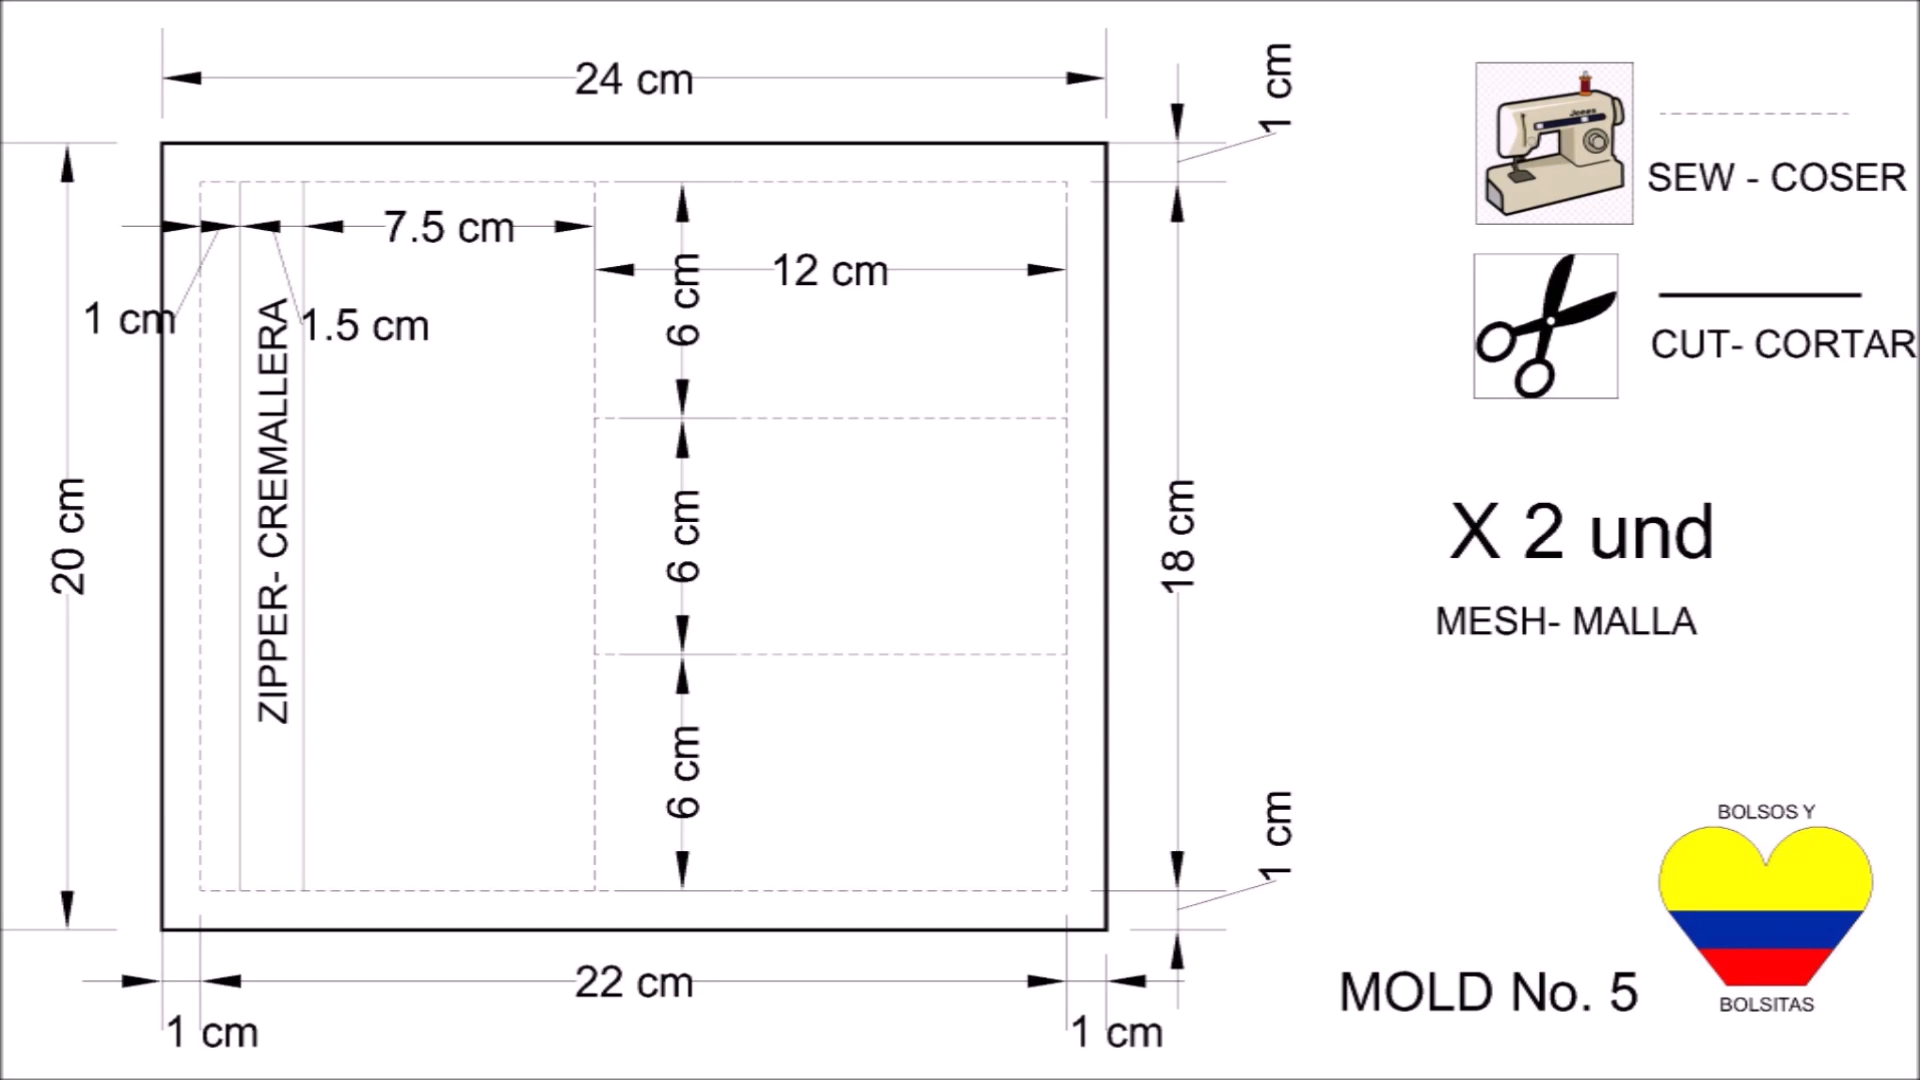 24 cm
1 cm
7.5 cm
12 cm
1 cm
1.5 cm
ZIPPER- CREMALLERA
6 cm
6 cm
6 cm
20 cm
18 cm
1 cm
22 cm
1 cm
1 cm
Jones
SEW - COSER
CUT- CORTAR
X 2 und
MESH- MALLA
MOLD No. 5
BOLSOS Y
BOLSITAS